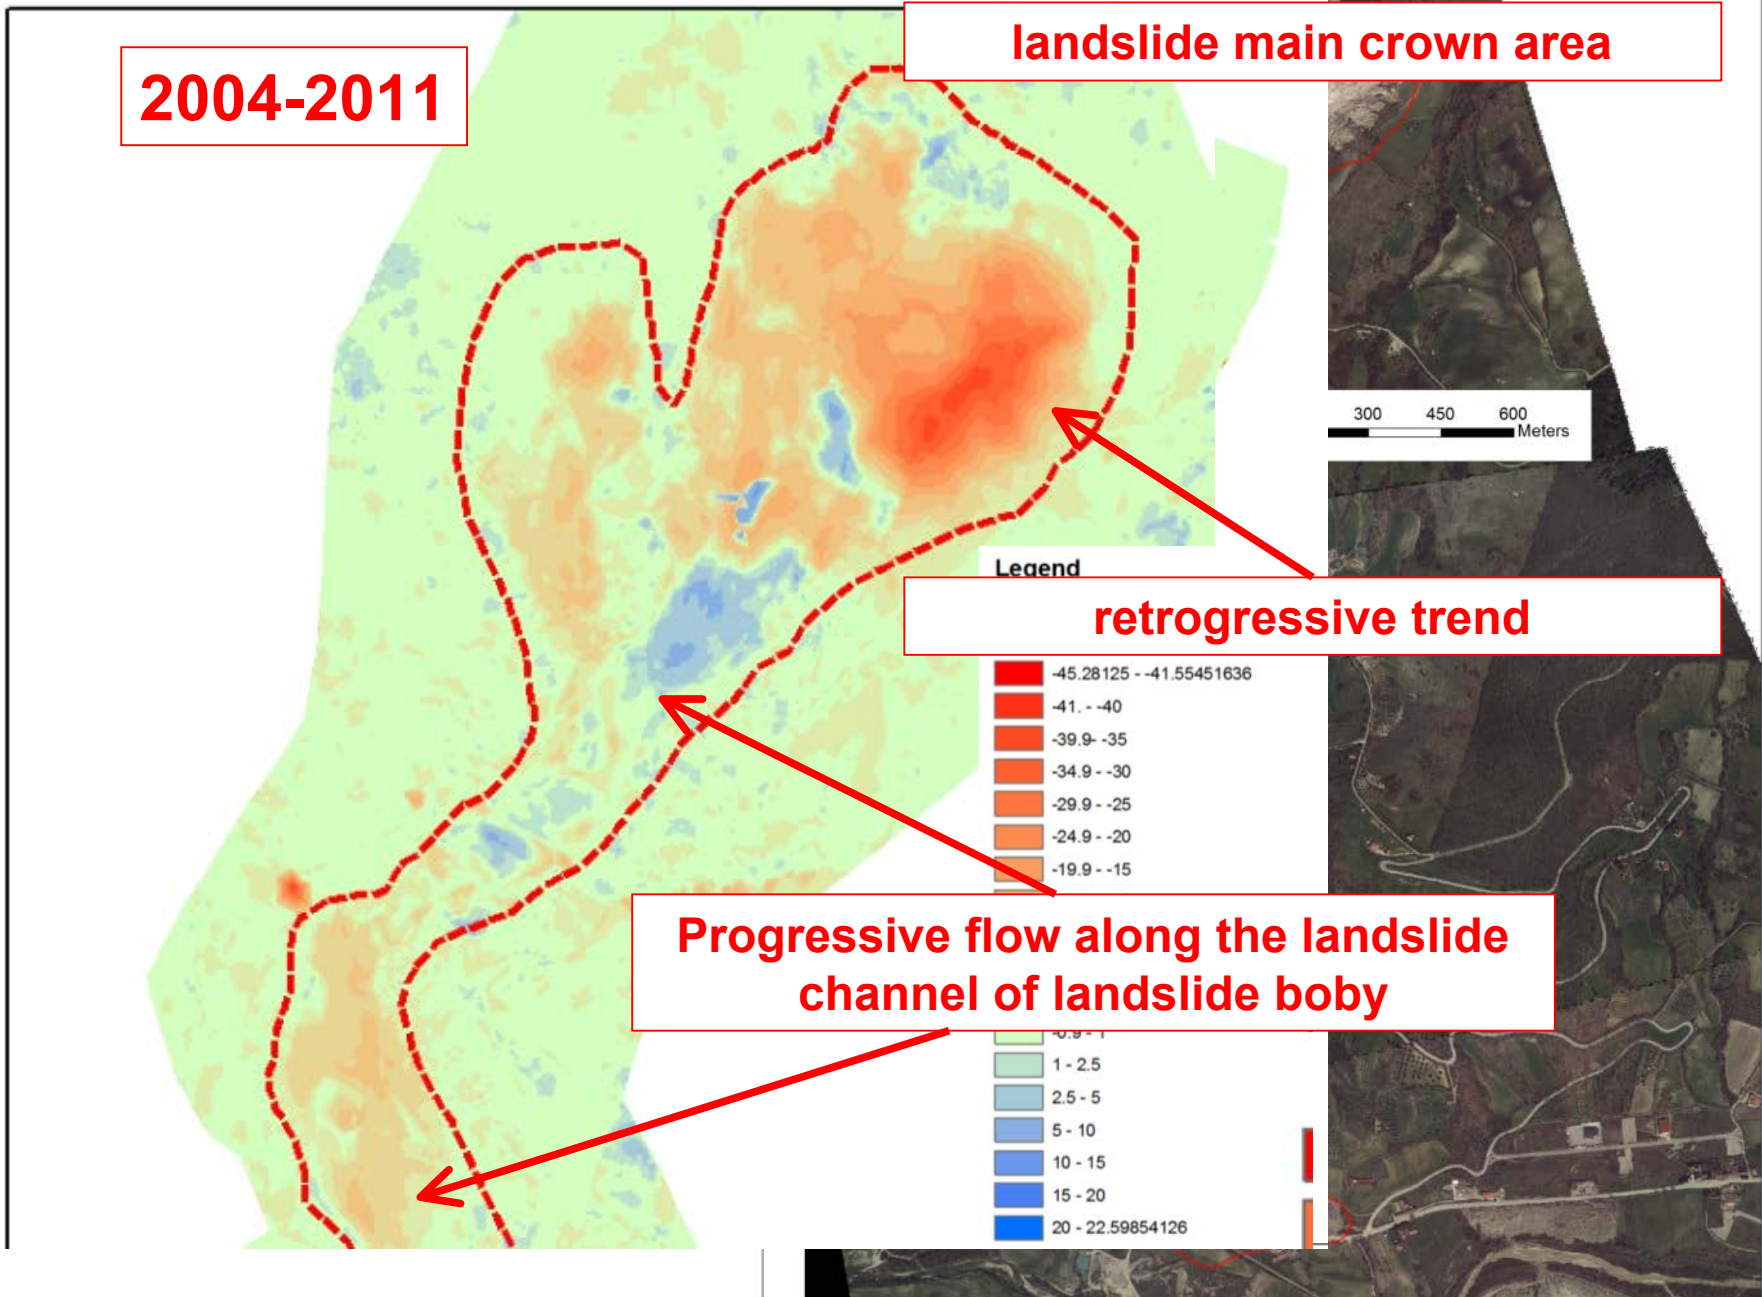 landslide main crown area
2004-2011
300 450 600
Meters
Legend
retrogressive trend
-45.28125 - -41.55451636
-41. - -40
-39.9- -35
-34.9 - -30
-29.9 - -25
-24.9 - -20
-19.9 - -15
Progressive flow along the landslide
channel of landslide boby
-0.9 - 1
1 - 2.5
2.5 - 5
5 - 10
10 - 15
15 - 20
20 - 22.59854126